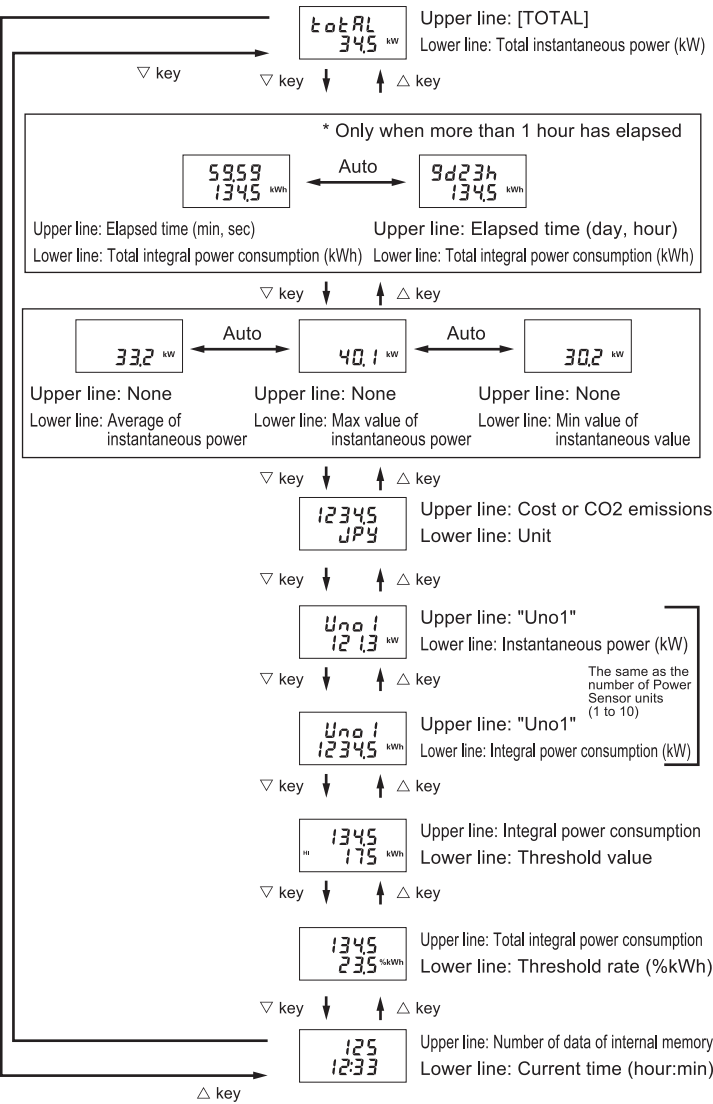 totAL
34.5 kW
Upper line: [TOTAL]
Lower line: Total instantaneous power (kW)
▽ key
▽ key △ key
* Only when more than 1 hour has elapsed
59.59
134.5 kWh
Auto
9d23h
134.5 kWh
Upper line: Elapsed time (min, sec)
Lower line: Total integral power consumption (kWh)
Upper line: Elapsed time (day, hour)
Lower line: Total integral power consumption (kWh)
▽ key △ key
33.2 kW
Auto
40.1 kW
Auto
30.2 kW
Upper line: None
Lower line: Average of
instantaneous power
Upper line: None
Lower line: Max value of
instantaneous power
Upper line: None
Lower line: Min value of
instantaneous value
▽ key △ key
1234.5
JPY
Upper line: Cost or CO2 emissions
Lower line: Unit
▽ key △ key
Uno1
121.3 kW
Upper line: "Uno1"
Lower line: Instantaneous power (kW)
▽ key △ key
The same as the
number of Power
Sensor units
(1 to 10)
Uno1
1234.5 kWh
Upper line: "Uno1"
Lower line: Integral power consumption (kW)
▽ key △ key
134.5
HI 175 kWh
Upper line: Integral power consumption
Lower line: Threshold value
▽ key △ key
134.5
23.5 %kWh
Upper line: Total integral power consumption
Lower line: Threshold rate (%kWh)
▽ key △ key
125
12:33
Upper line: Number of data of internal memory
Lower line: Current time (hour:min)
△ key